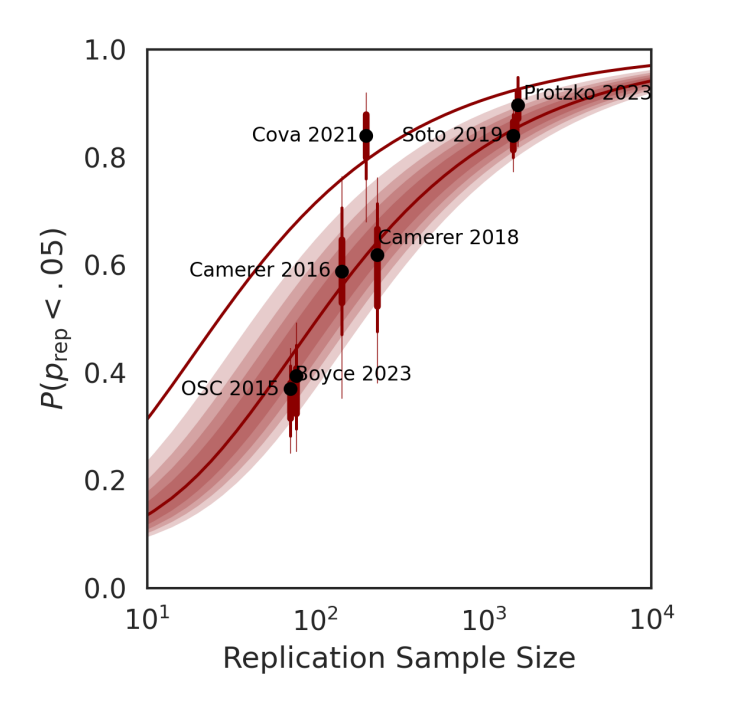 1.0
0.8
0.6
0.4
0.2
0.0
P(p_rep < .05)
Protzko 2023
Cova 2021
Soto 2019
Camerer 2018
Camerer 2016
Boyce 2023
OSC 2015
10^1
10^2
10^3
10^4
Replication Sample Size